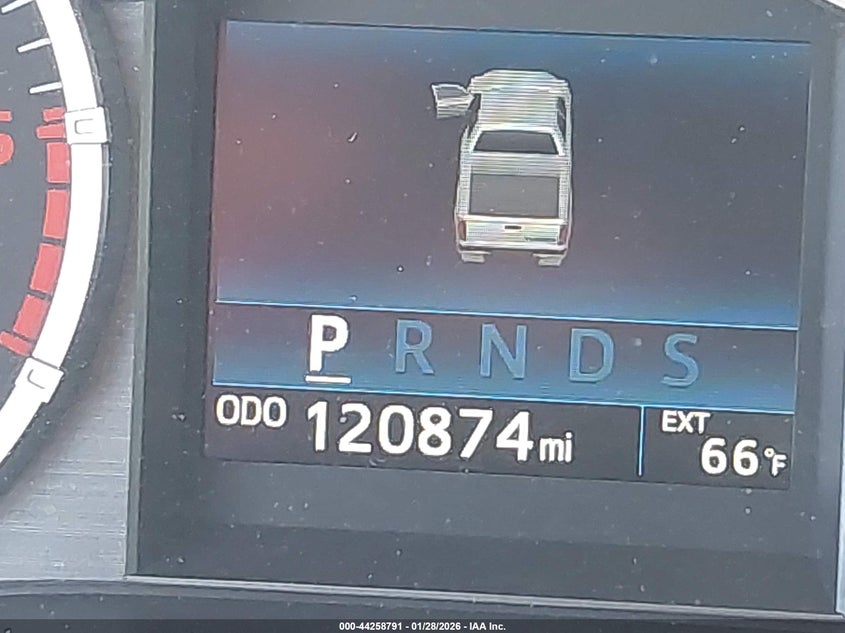 P R N D S
ODO 120874 mi
EXT
66°F
000-44258791 - 01/28/2026 - IAA Inc.